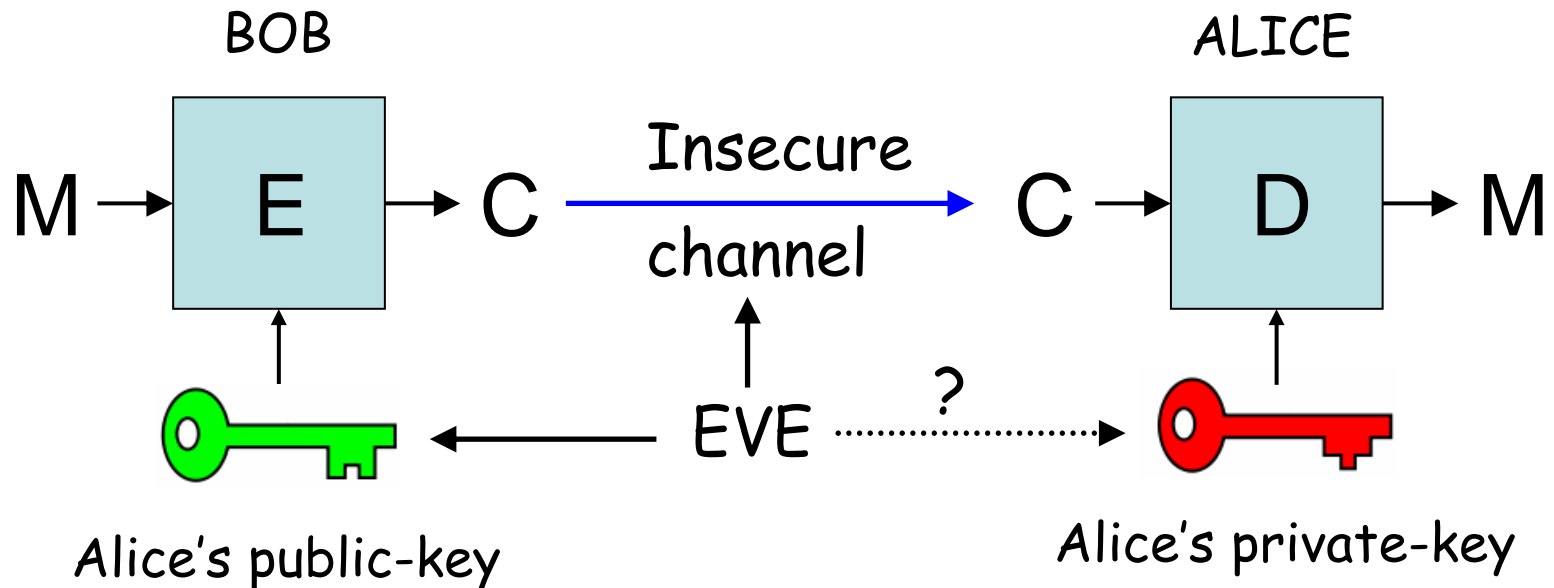 BOB
ALICE
M
E
C
Insecure
channel
C
D
M
EVE
?
Alice's public-key
Alice's private-key